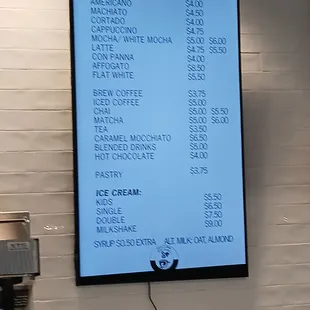 AMERICANO $4.00
MACHIATO $4.50
CORTADO $4.00
CAPPUCCINO $4.75
MOCHA/ WHITE MOCHA $5.00 $6.00
LATTE $4.75 $5.50
CON PANNA $4.00
AFFOGATO $8.50
FLAT WHITE $5.50
BREW COFFEE $3.75
ICED COFFEE $5.00
CHAI $5.00 $5.50
MATCHA $5.00 $6.00
TEA $3.50
CARAMEL MOCCHIATO $6.50
BLENDED DRINKS $5.00
HOT CHOCOLATE $4.00
PASTRY $3.75
ICE CREAM:
KIDS $5.50
SINGLE $6.50
DOUBLE $7.50
MILKSHAKE $9.00
SYRUP $0.50 EXTRA ALT. MILK: OAT, ALMOND